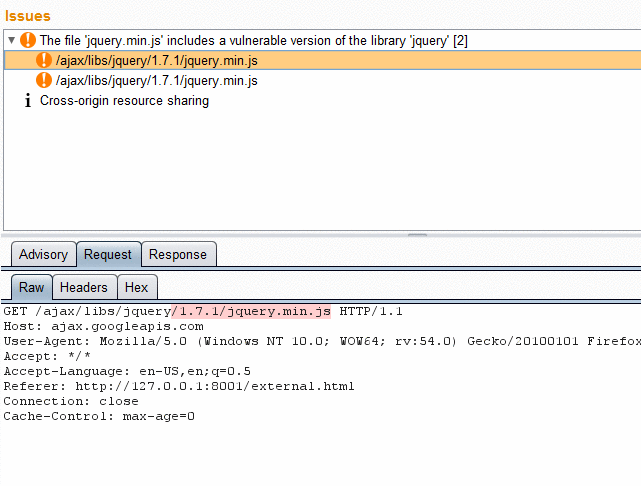 Issues
The file 'jquery.min.js' includes a vulnerable version of the library 'jquery' [2]
/ajax/libs/jquery/1.7.1/jquery.min.js
/ajax/libs/jquery/1.7.1/jquery.min.js
i Cross-origin resource sharing
Advisory Request Response
Raw Headers Hex
GET /ajax/libs/jquery/1.7.1/jquery.min.js HTTP/1.1
Host: ajax.googleapis.com
User-Agent: Mozilla/5.0 (Windows NT 10.0; WOW64; rv:54.0) Gecko/20100101 Firefox
Accept: */*
Accept-Language: en-US,en;q=0.5
Referer: http://127.0.0.1:8001/external.html
Connection: close
Cache-Control: max-age=0